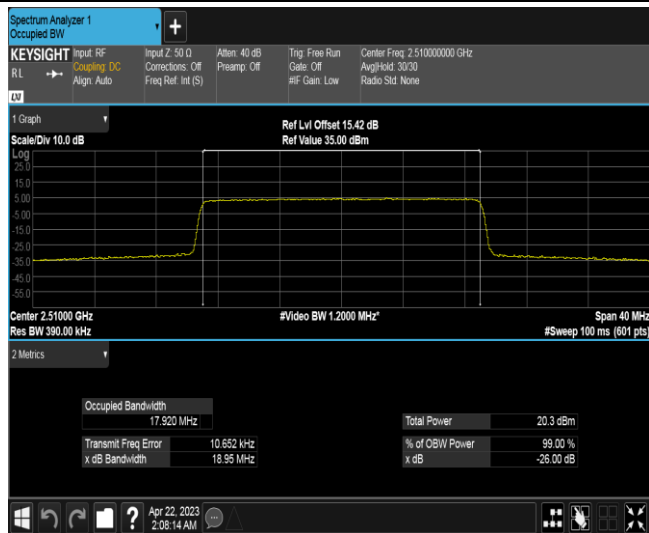 Spectrum Analyzer 1
Occupied BW
+
KEYSIGHT Input: RF Input Z: 50 Ω Atten: 40 dB Trig: Free Run Center Freq: 2.510000000 GHz
RL Coupling: DC Corrections: Off Preamp: Off Gate: Off Avg|Hold: 30/30
Align: Auto Freq Ref: Int (S) #IF Gain: Low Radio Std: None
1 Graph
Ref Lvl Offset 15.42 dB
Scale/Div 10.0 dB Ref Value 35.00 dBm
Log
25.0
15.0
5.00
-5.00
-15.0
-25.0
-35.0
-45.0
-55.0
Center 2.51000 GHz #Video BW 1.2000 MHz* Span 40 MHz
Res BW 390.00 kHz #Sweep 100 ms (601 pts)
2 Metrics
Occupied Bandwidth
17.920 MHz Total Power 20.3 dBm
Transmit Freq Error 10.652 kHz % of OBW Power 99.00 %
x dB Bandwidth 18.95 MHz x dB -26.00 dB
? Apr 22, 2023
2:08:14 AM